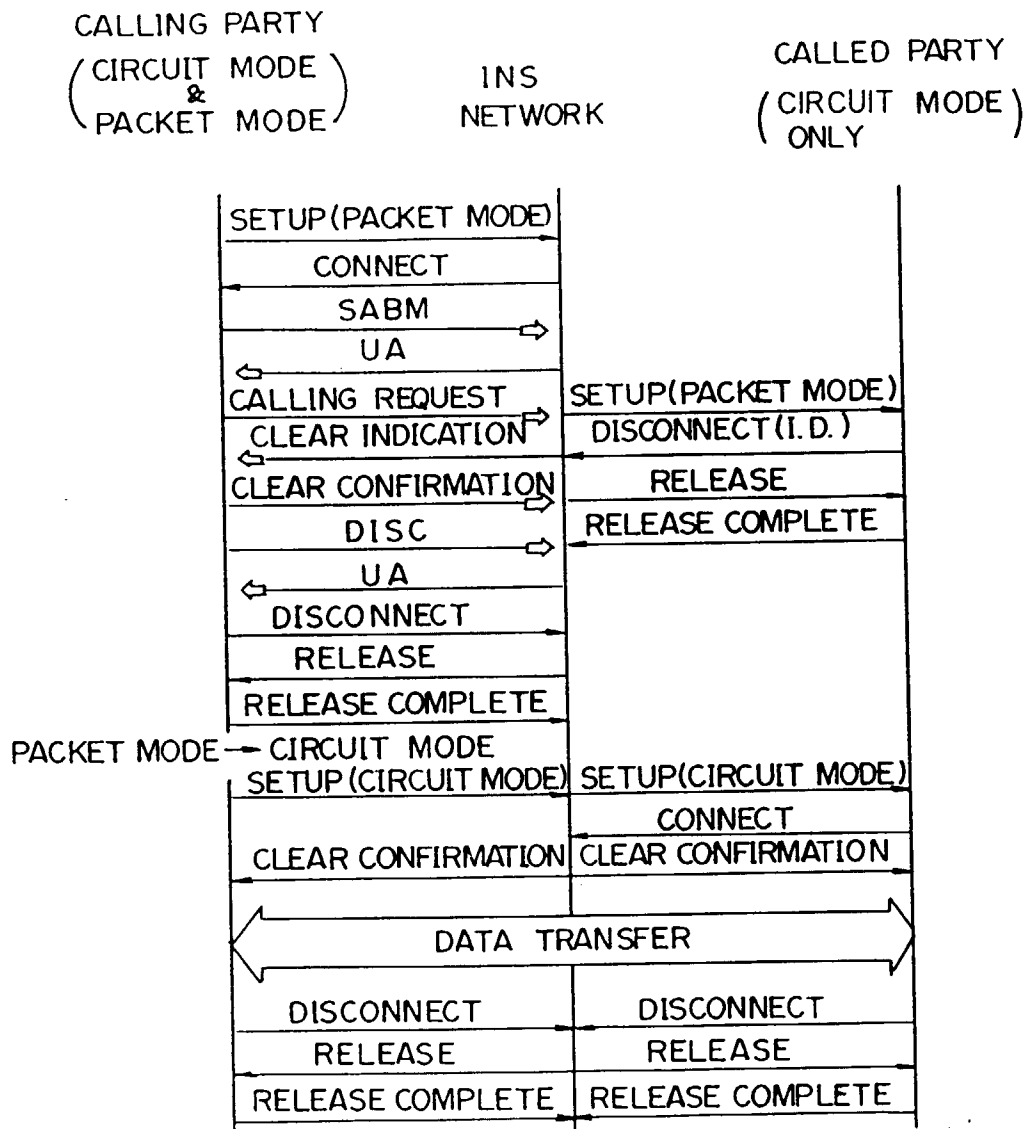 CALLING PARTY
(CIRCUIT MODE
&
PACKET MODE)
INS
NETWORK
CALLED PARTY
(CIRCUIT MODE
ONLY)
SETUP(PACKET MODE)
CONNECT
SABM
UA
CALLING REQUEST
SETUP(PACKET MODE)
CLEAR INDICATION
DISCONNECT(I.D.)
CLEAR CONFIRMATION
RELEASE
DISC
RELEASE COMPLETE
UA
DISCONNECT
RELEASE
RELEASE COMPLETE
PACKET MODE → CIRCUIT MODE
SETUP(CIRCUIT MODE)
SETUP(CIRCUIT MODE)
CONNECT
CLEAR CONFIRMATION
CLEAR CONFIRMATION
DATA TRANSFER
DISCONNECT
DISCONNECT
RELEASE
RELEASE
RELEASE COMPLETE
RELEASE COMPLETE